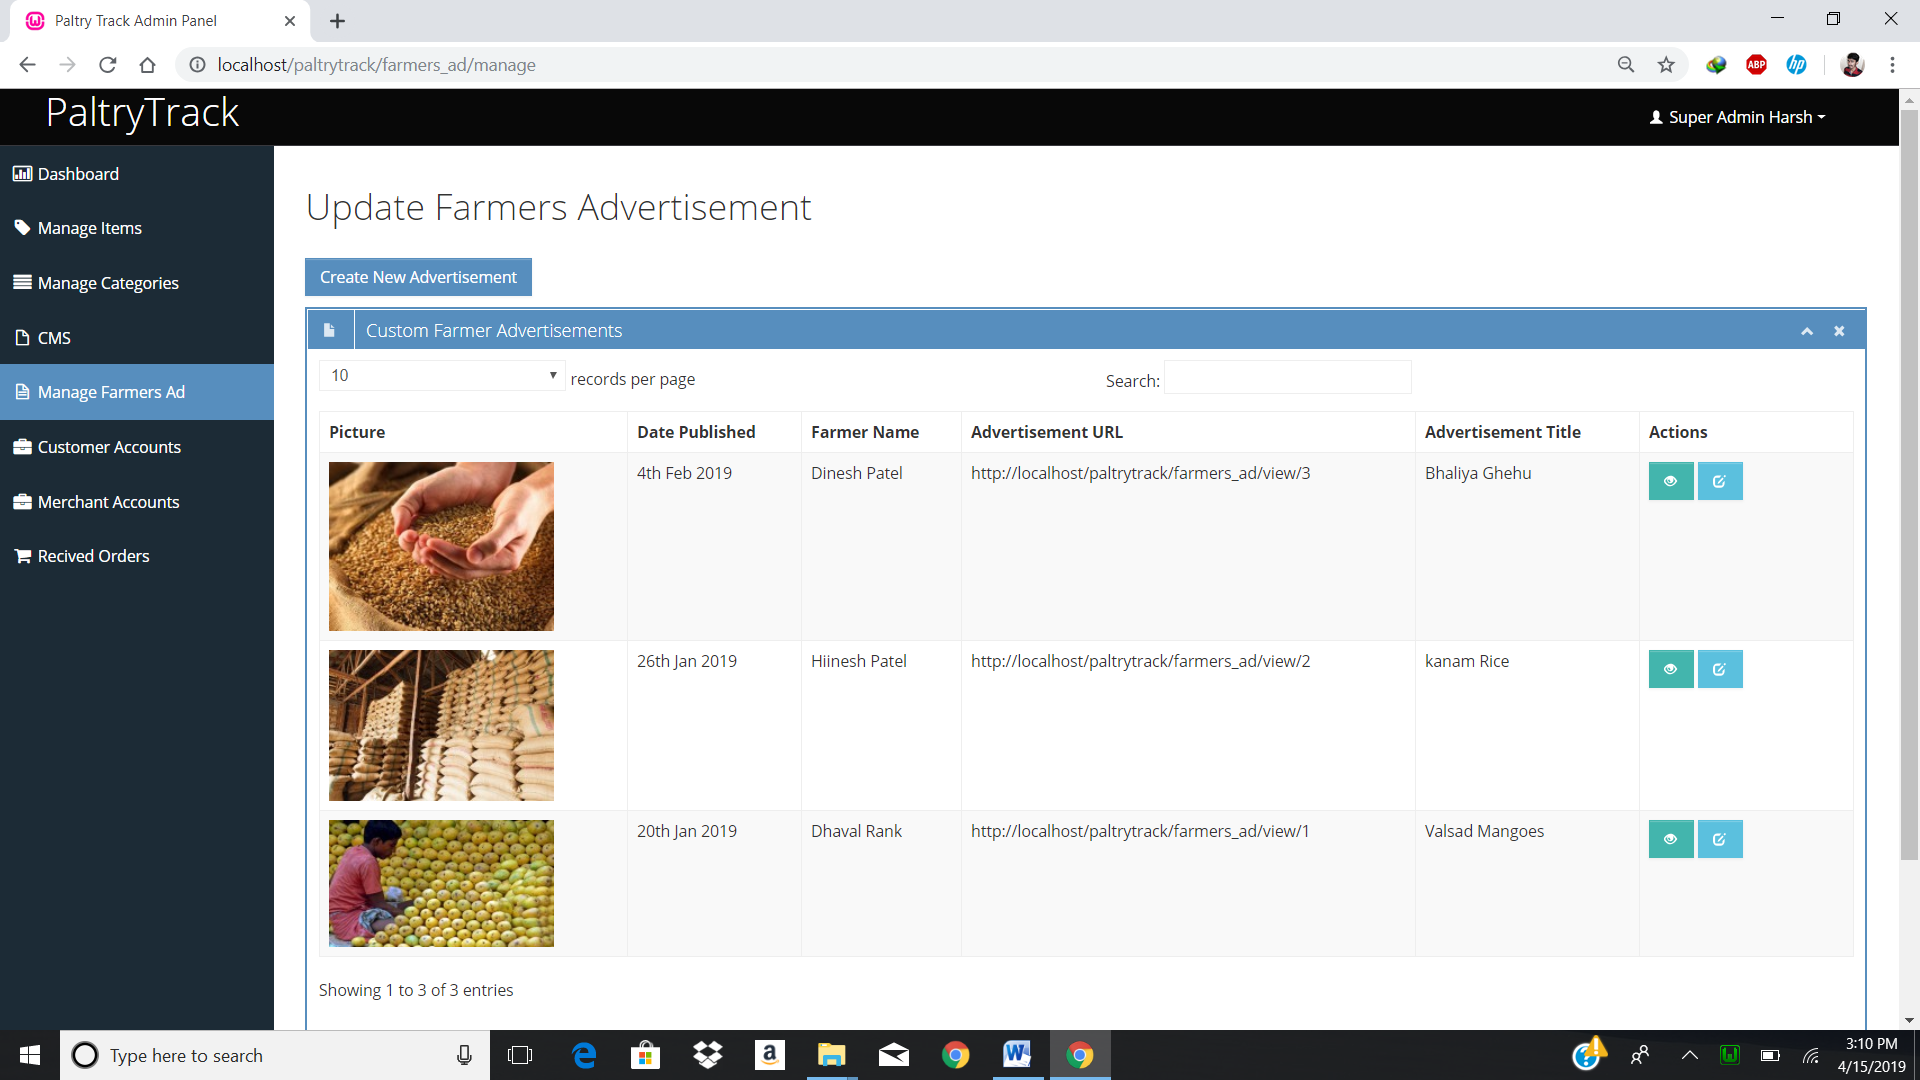 Paltry Track Admin Panel
localhost/paltrytrack/farmers_ad/manage
ABP
hp
PaltryTrack
Super Admin Harsh
Dashboard
Manage Items
Manage Categories
CMS
Manage Farmers Ad
Customer Accounts
Merchant Accounts
Recived Orders
Update Farmers Advertisement
Create New Advertisement
Custom Farmer Advertisements
10 records per page
Search:
Picture Date Published Farmer Name Advertisement URL Advertisement Title Actions
4th Feb 2019 Dinesh Patel http://localhost/paltrytrack/farmers_ad/view/3 Bhaliya Ghehu
26th Jan 2019 Hiinesh Patel http://localhost/paltrytrack/farmers_ad/view/2 kanam Rice
20th Jan 2019 Dhaval Rank http://localhost/paltrytrack/farmers_ad/view/1 Valsad Mangoes
Showing 1 to 3 of 3 entries
Type here to search
3:10 PM
4/15/2019